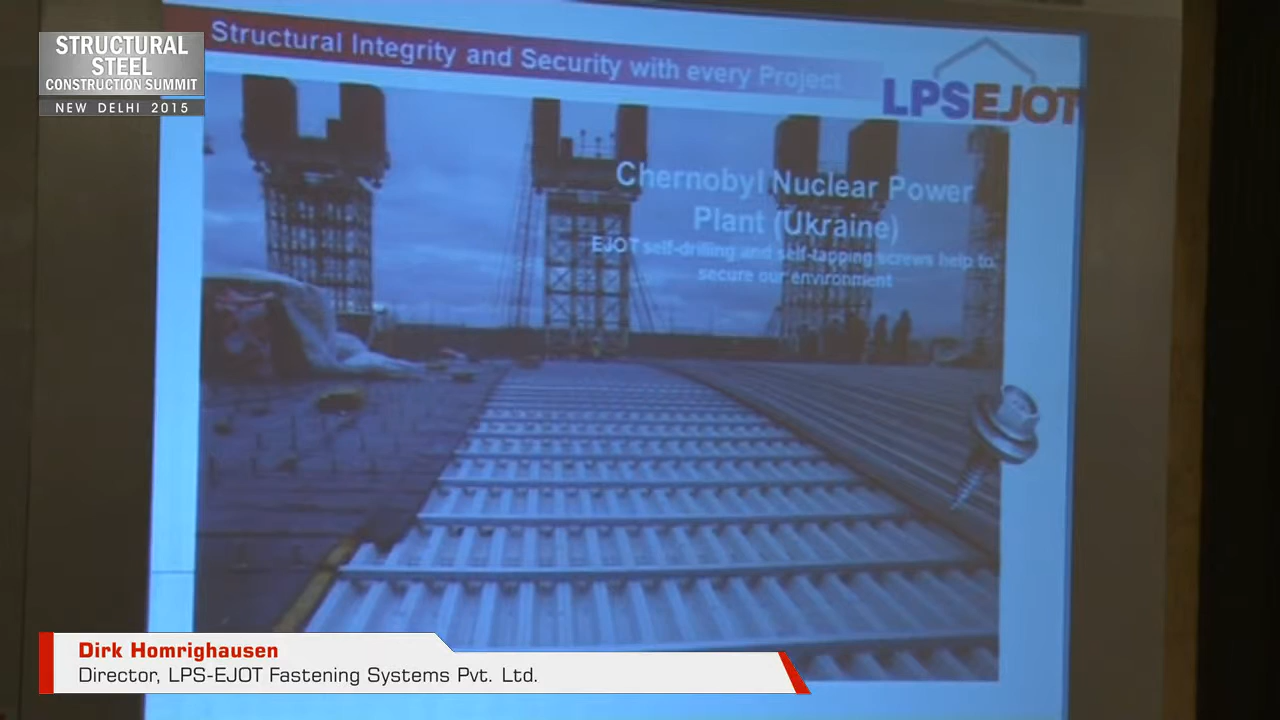 STRUCTURAL
STEEL
CONSTRUCTION SUMMIT
NEW DELHI 2015
Structural Integrity and Security with every Project
LPSEJOT
Chernobyl Nuclear Power
Plant (Ukraine)
EJOT self-drilling and self-tapping screws help to
secure our environment
Dirk Homrighausen
Director, LPS-EJOT Fastening Systems Pvt. Ltd.